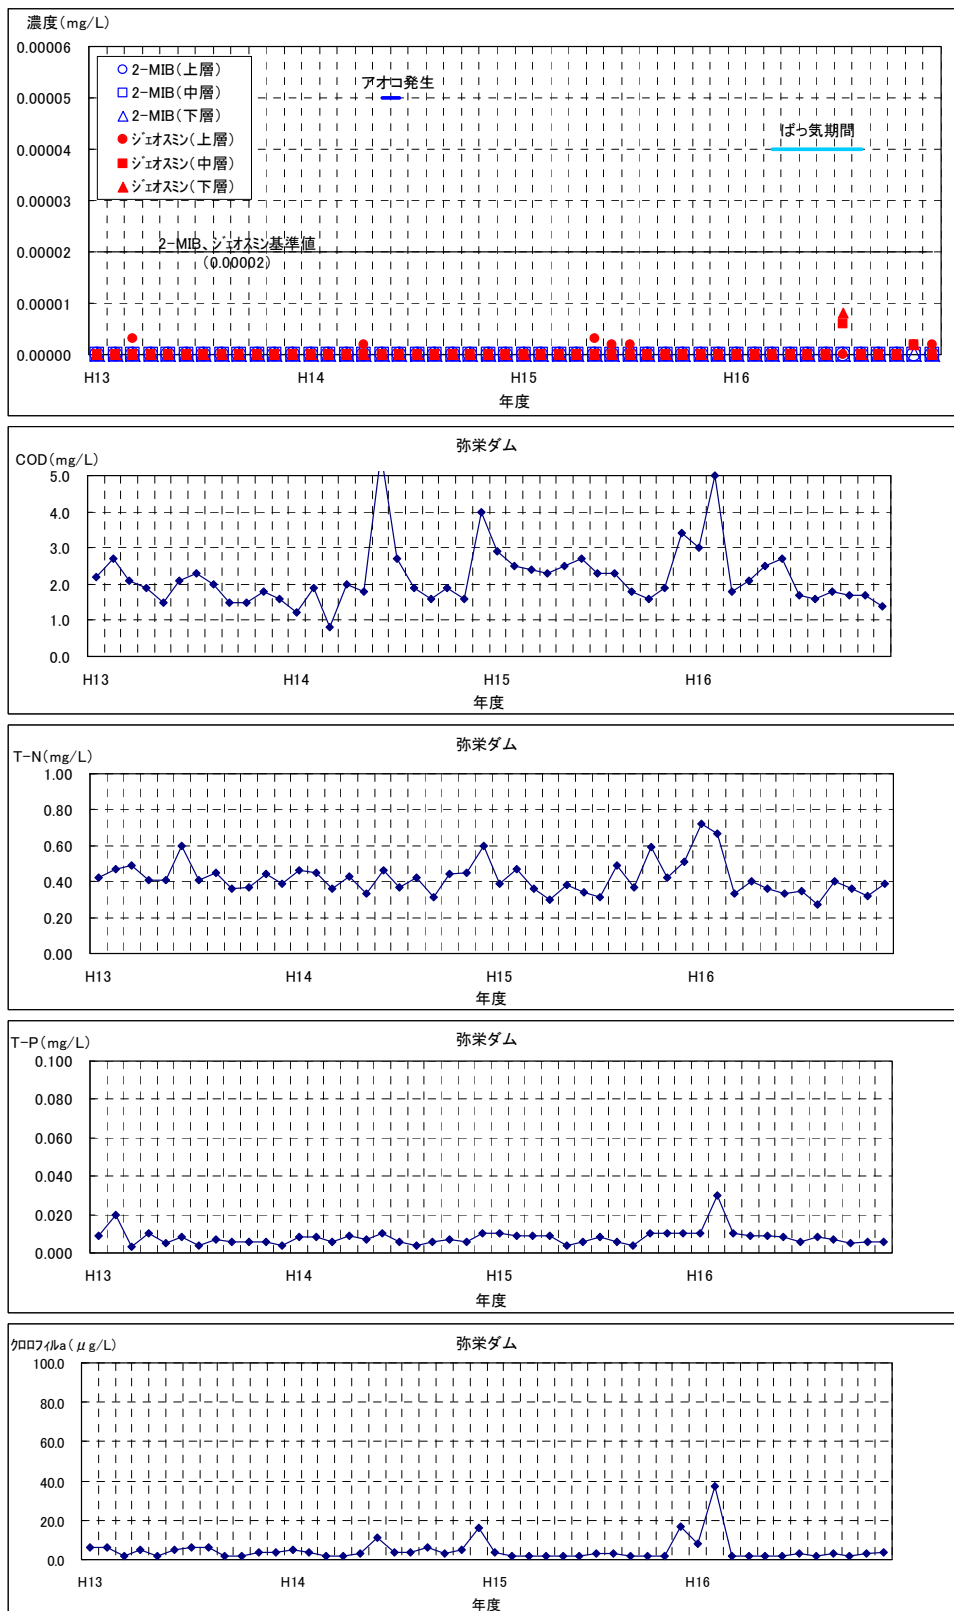 濃度(mg/L)
0.00006
0.00005
0.00004
0.00003
0.00002
0.00001
0.00000
2-MIB(上層)
2-MIB(中層)
2-MIB(下層)
ｼﾞｪｵｽﾐﾝ(上層)
ｼﾞｪｵｽﾐﾝ(中層)
ｼﾞｪｵｽﾐﾝ(下層)
アオコ発生
ばっ気期間
2-MIB、ｼﾞｪｵｽﾐﾝ基準値
(0.00002)
H13 H14 H15 H16
年度
弥栄ダム
COD(mg/L)
5.0
4.0
3.0
2.0
1.0
0.0
H13 H14 H15 H16
年度
弥栄ダム
T-N(mg/L)
1.00
0.80
0.60
0.40
0.20
0.00
H13 H14 H15 H16
年度
弥栄ダム
T-P(mg/L)
0.100
0.080
0.060
0.040
0.020
0.000
H13 H14 H15 H16
年度
弥栄ダム
ｸﾛﾛﾌｨﾙa(μg/L)
100.0
80.0
60.0
40.0
20.0
0.0
H13 H14 H15 H16
年度